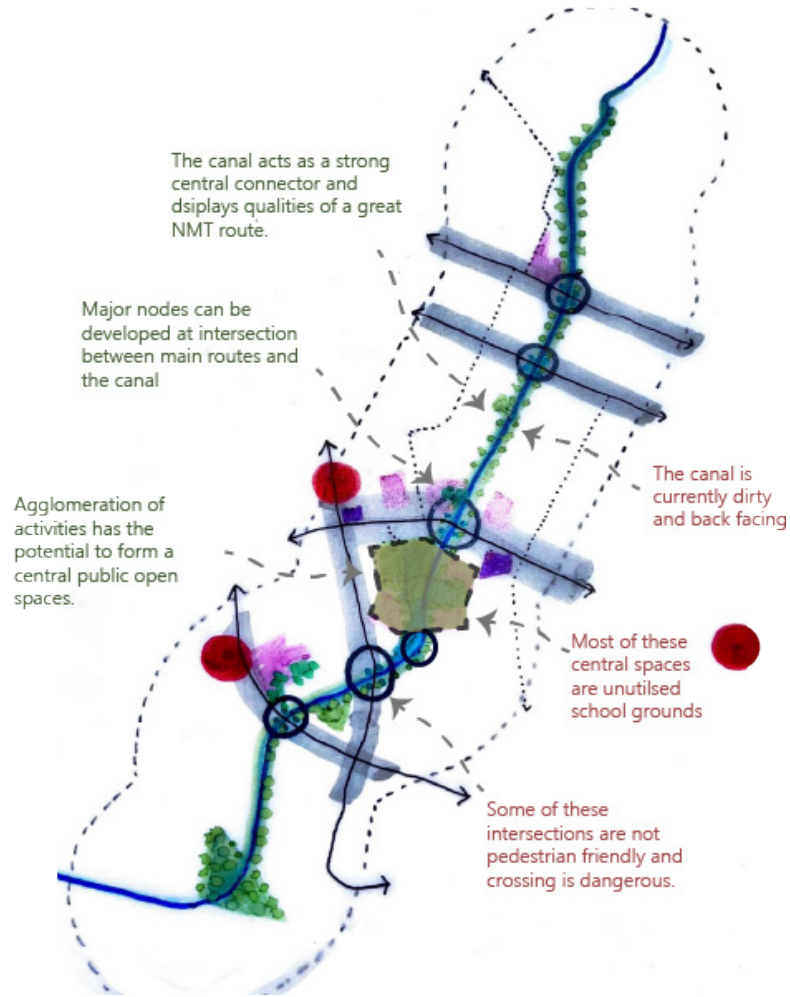 The canal acts as a strong
central connector and
dsiplays qualities of a great
NMT route.
Major nodes can be
developed at intersection
between main routes and
the canal
Agglomeration of
activities has the
potential to form a
central public open
spaces.
The canal is
currently dirty
and back facing
Most of these
central spaces
are unutilsed
school grounds
Some of these
intersections are not
pedestrian friendly and
crossing is dangerous.